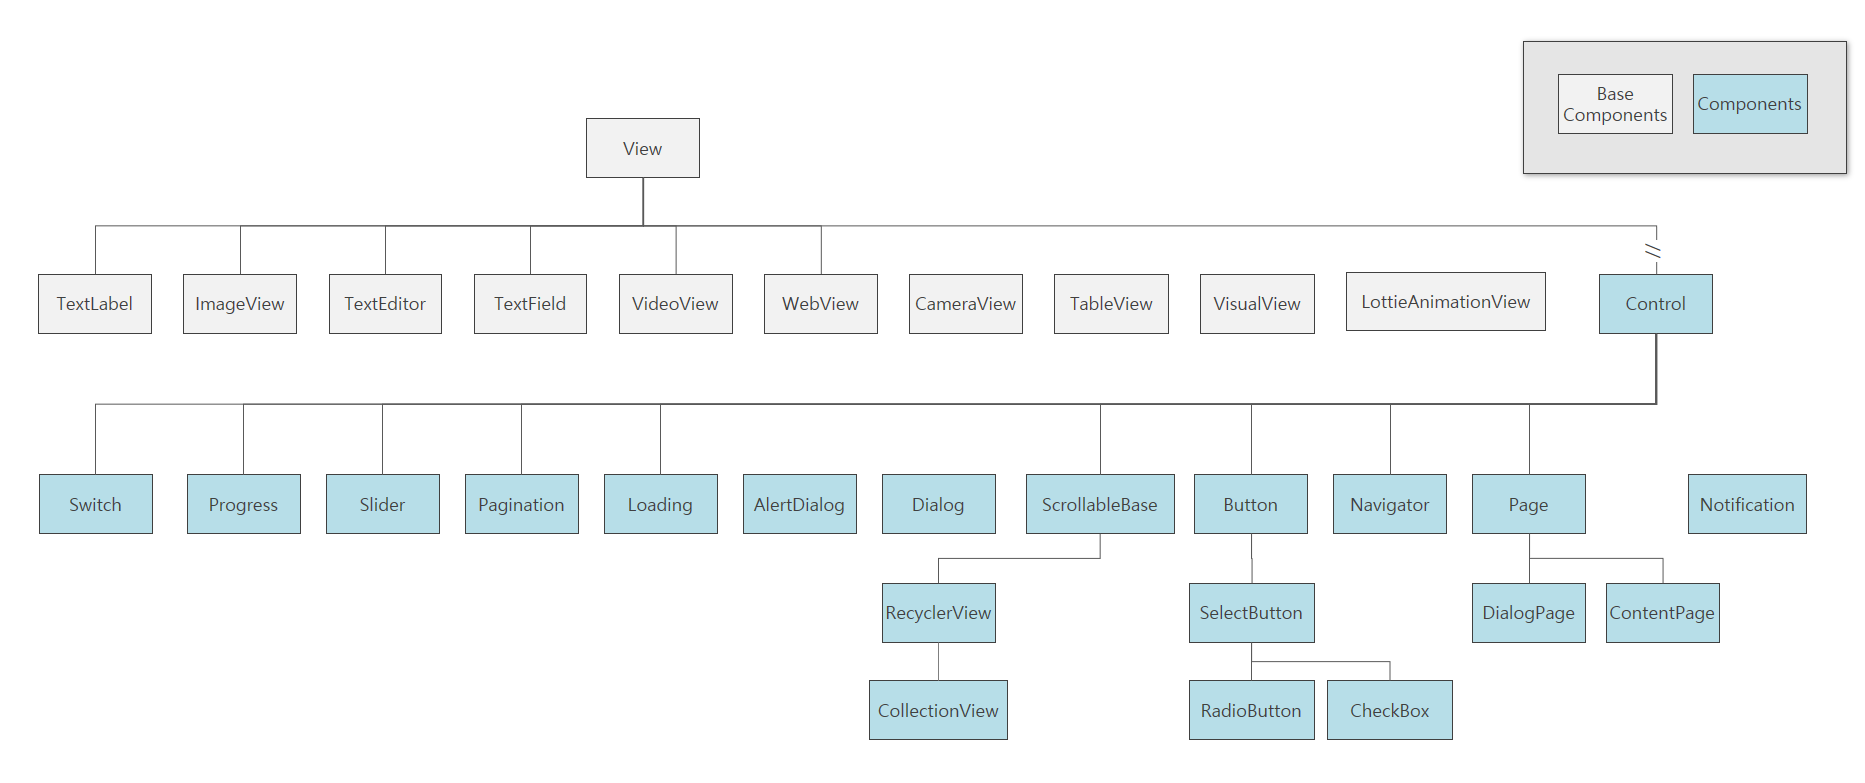 Base
Components
Components
View
TextLabel
ImageView
TextEditor
TextField
VideoView
WebView
CameraView
TableView
VisualView
LottieAnimationView
Control
Switch
Progress
Slider
Pagination
Loading
AlertDialog
Dialog
ScrollableBase
Button
Navigator
Page
Notification
RecyclerView
SelectButton
DialogPage
ContentPage
CollectionView
RadioButton
CheckBox